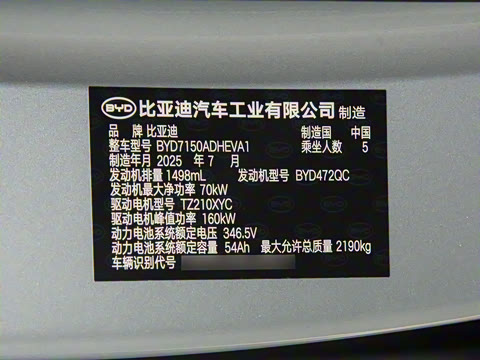 BYD 比亚迪汽车工业有限公司 制造
品 牌 比亚迪 制造国 中国
整车型号 BYD7150ADHEVA1 乘坐人数 5
制造年月 2025 年 7 月
发动机排量 1498mL 发动机型号 BYD472QC
发动机最大净功率 70kW
驱动电机型号 TZ210XYC
驱动电机峰值功率 160kW
动力电池系统额定电压 346.5V
动力电池系统额定容量 54Ah 最大允许总质量 2190kg
车辆识别代号